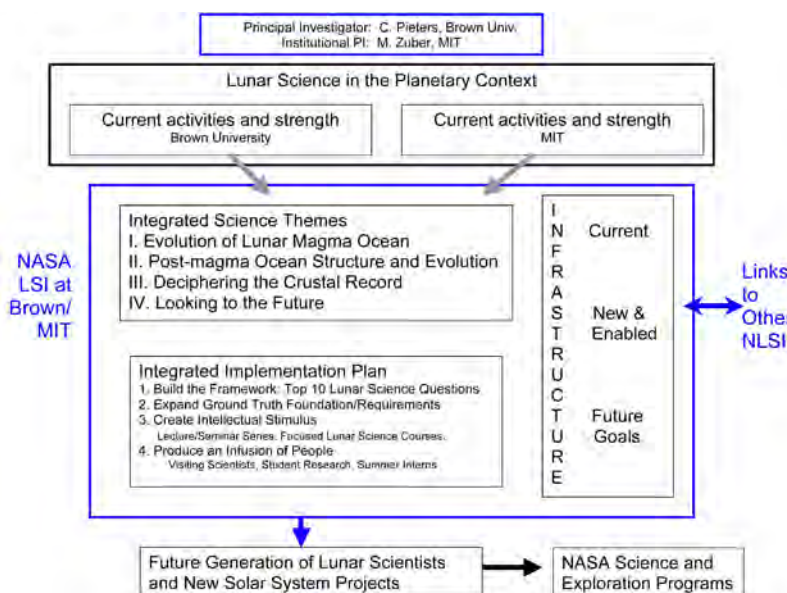 Principal Investigator: C. Pieters, Brown Univ.
Institutional PI: M. Zuber, MIT
Lunar Science in the Planetary Context
Current activities and strength
Brown University
Current activities and strength
MIT
NASA
LSI at
Brown/
MIT
Integrated Science Themes
I. Evolution of Lunar Magma Ocean
II. Post-magma Ocean Structure and Evolution
III. Deciphering the Crustal Record
IV. Looking to the Future
Integrated Implementation Plan
1. Build the Framework: Top 10 Lunar Science Questions
2. Expand Ground Truth Foundation/Requirements
3. Create Intellectual Stimulus
Lecture/Seminar Series, Focused Lunar Science Courses,
4. Produce an Infusion of People
Visiting Scientists, Student Research, Summer Interns
INFRASTRUCTURE
Current
New &
Enabled
Future
Goals
Links
to
Other
NLSI
Future Generation of Lunar Scientists
and New Solar System Projects
NASA Science and
Exploration Programs